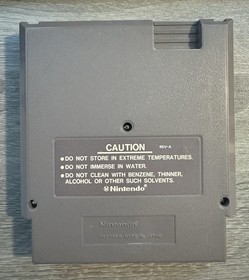 CAUTION REV-A
●DO NOT STORE IN EXTREME TEMPERATURES.
●DO NOT IMMERSE IN WATER.
●DO NOT CLEAN WITH BENZENE, THINNER,
ALCOHOL OR OTHER SUCH SOLVENTS.
Nintendo®
Nintendo